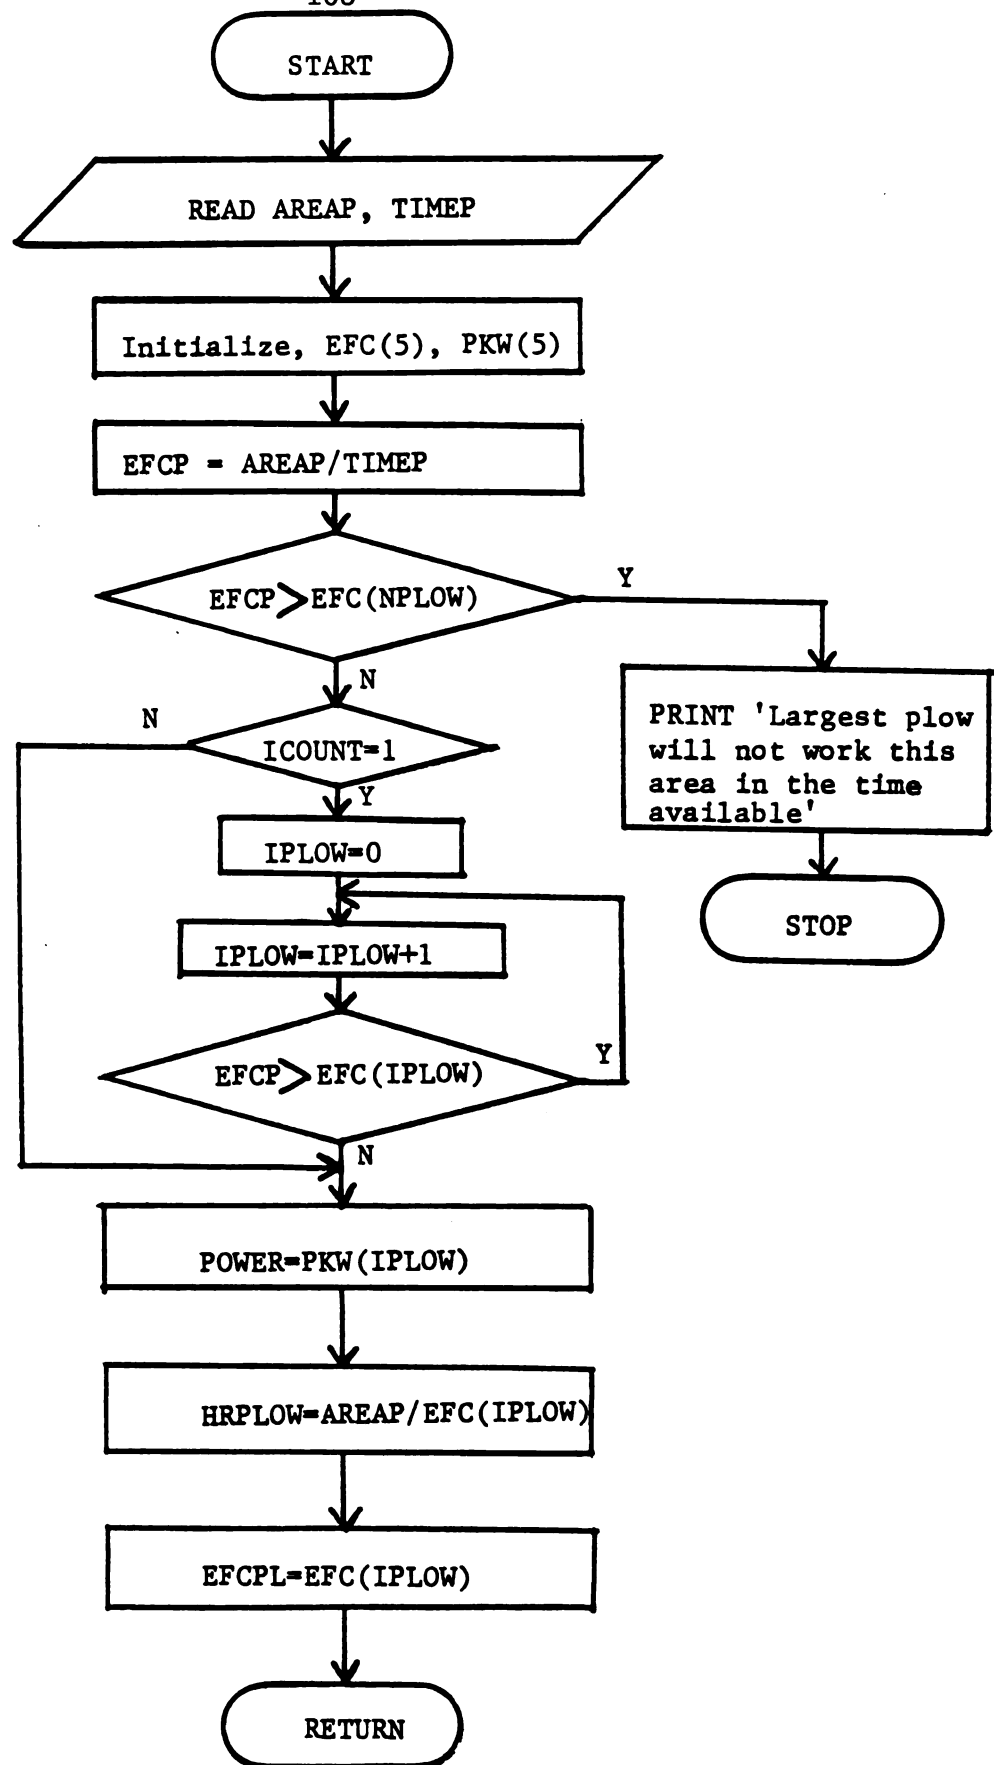 START
READ AREAP, TIMEP
Initialize, EFC(5), PKW(5)
EFCP = AREAP/TIMEP
EFCP>EFC(NPLOW)
Y
N
N
ICOUNT=1
Y
PRINT 'Largest plow
will not work this
area in the time
available'
IPLOW=0
STOP
IPLOW=IPLOW+1
EFCP>EFC(IPLOW)
Y
N
POWER=PKW(IPLOW)
HRPLOW=AREAP/EFC(IPLOW)
EFCPL=EFC(IPLOW)
RETURN